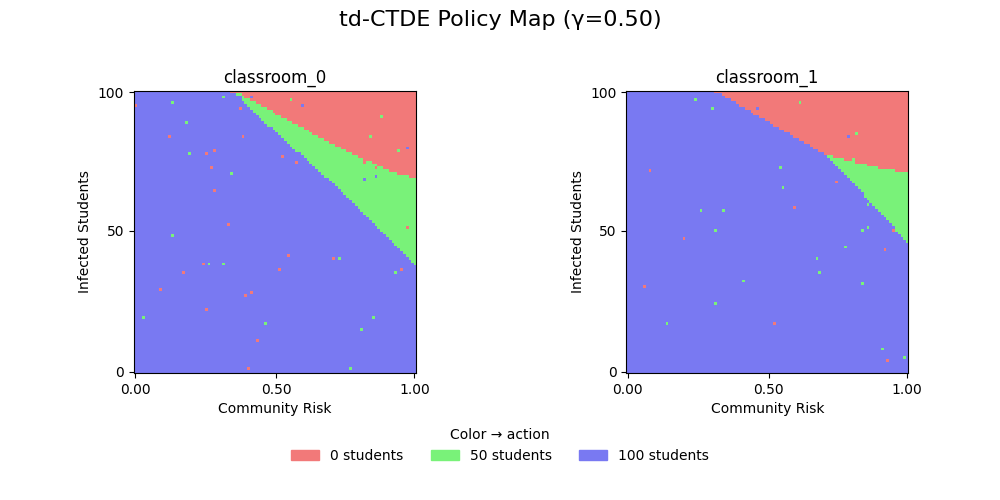 td-CTDE Policy Map (γ=0.50)
classroom_0
classroom_1
100
50
0
Infected Students
0.00 0.50 1.00
Community Risk
100
50
0
Infected Students
0.00 0.50 1.00
Community Risk
Color → action
0 students 50 students 100 students